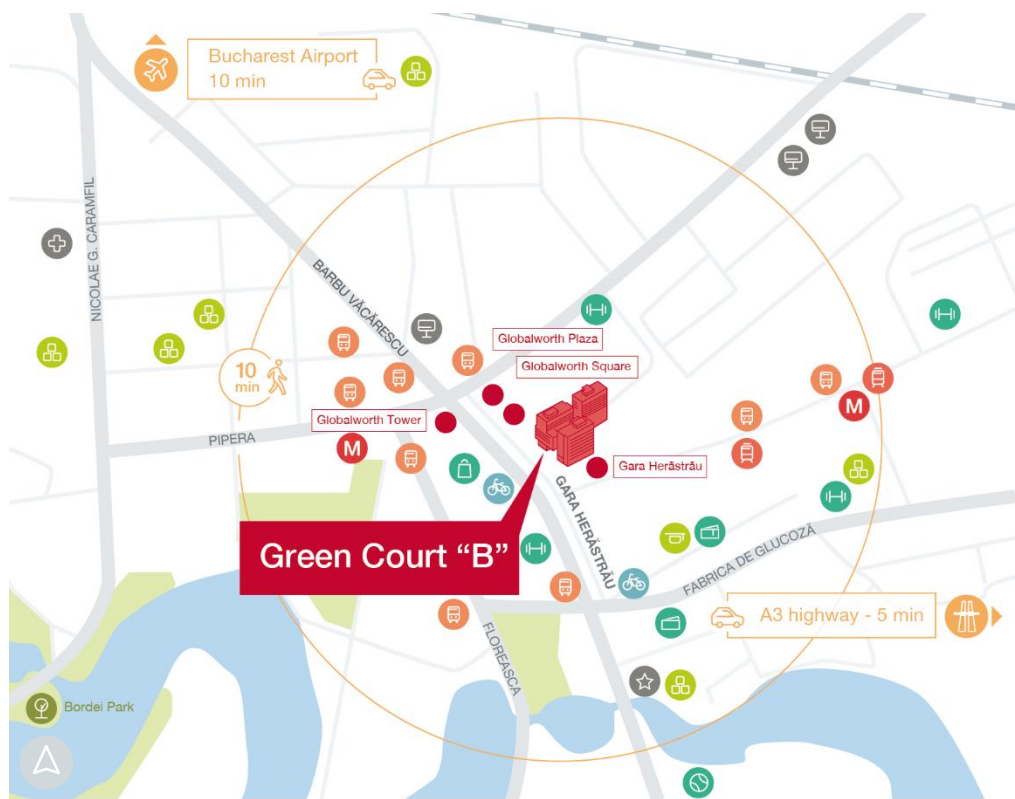 Bucharest Airport
10 min
NICOLAE G. CARAMFIL
BARBU VĂCĂRESCU
Globalworth Plaza
Globalworth Square
10
min
Globalworth Tower
M
PIPERA
M
Gara Herăstrău
GARA HERĂSTRĂU
Green Court “B”
FABRICA DE GLUCOZĂ
A3 highway - 5 min
FLOREASCA
Bordei Park